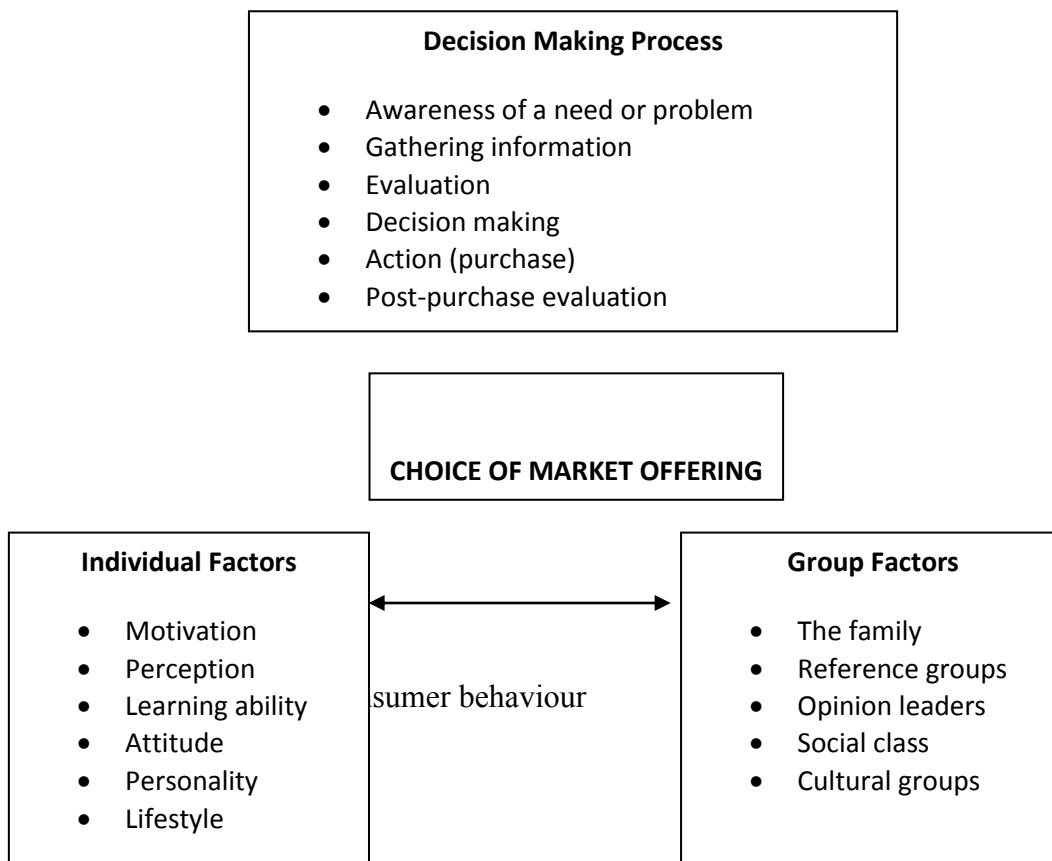 Decision Making Process
• Awareness of a need or problem
• Gathering information
• Evaluation
• Decision making
• Action (purchase)
• Post-purchase evaluation
CHOICE OF MARKET OFFERING
Individual Factors
• Motivation
• Perception
• Learning ability
• Attitude
• Personality
• Lifestyle
behaviour
Group Factors
• The family
• Reference groups
• Opinion leaders
• Social class
• Cultural groups